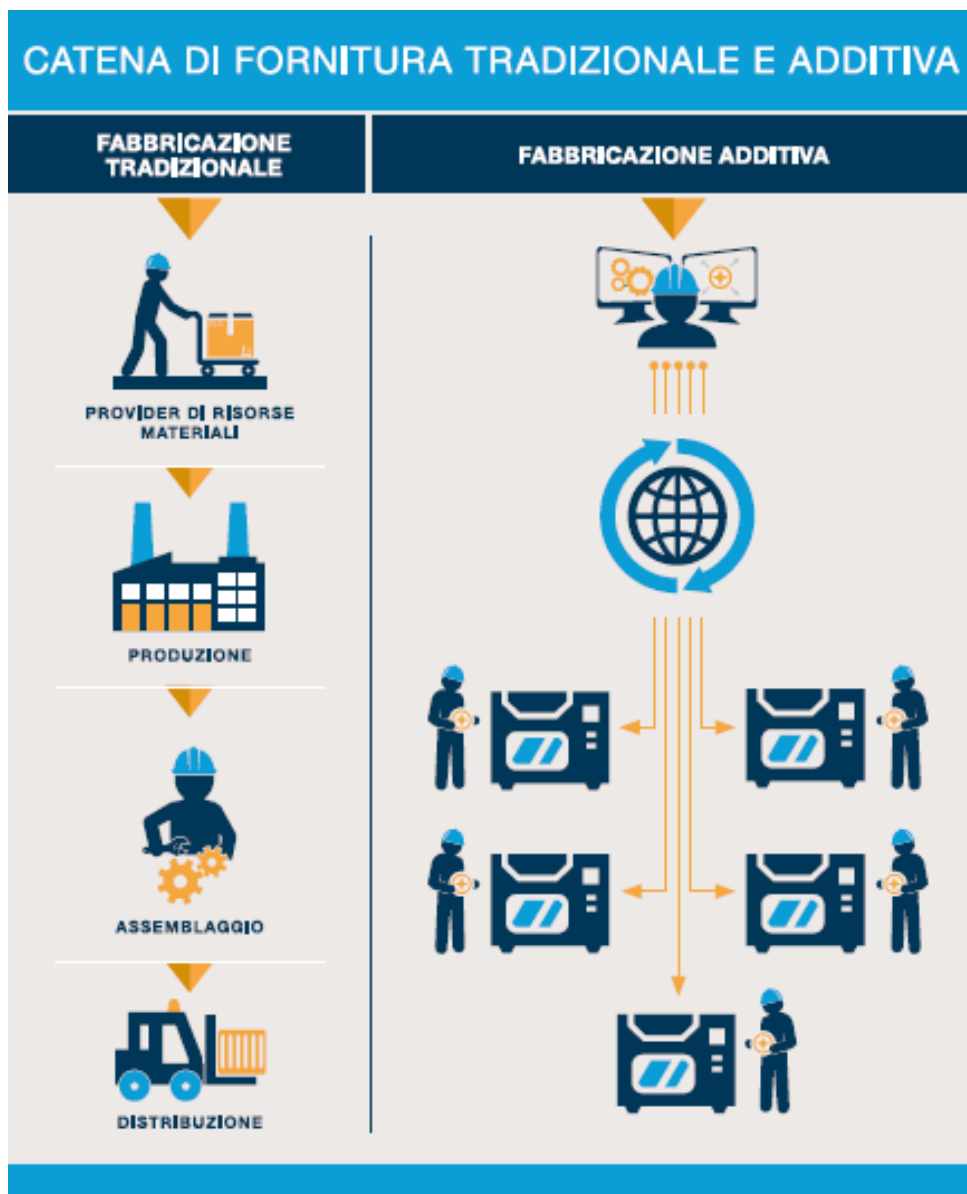 CATENA DI FORNITURA TRADIZIONALE E ADDITIVA
FABBRICAZIONE
TRADIZIONALE
FABBRICAZIONE ADDITIVA
PROVIDER DI RISORSE
MATERIALI
PRODUZIONE
ASSEMBLAGGIO
DISTRIBUZIONE